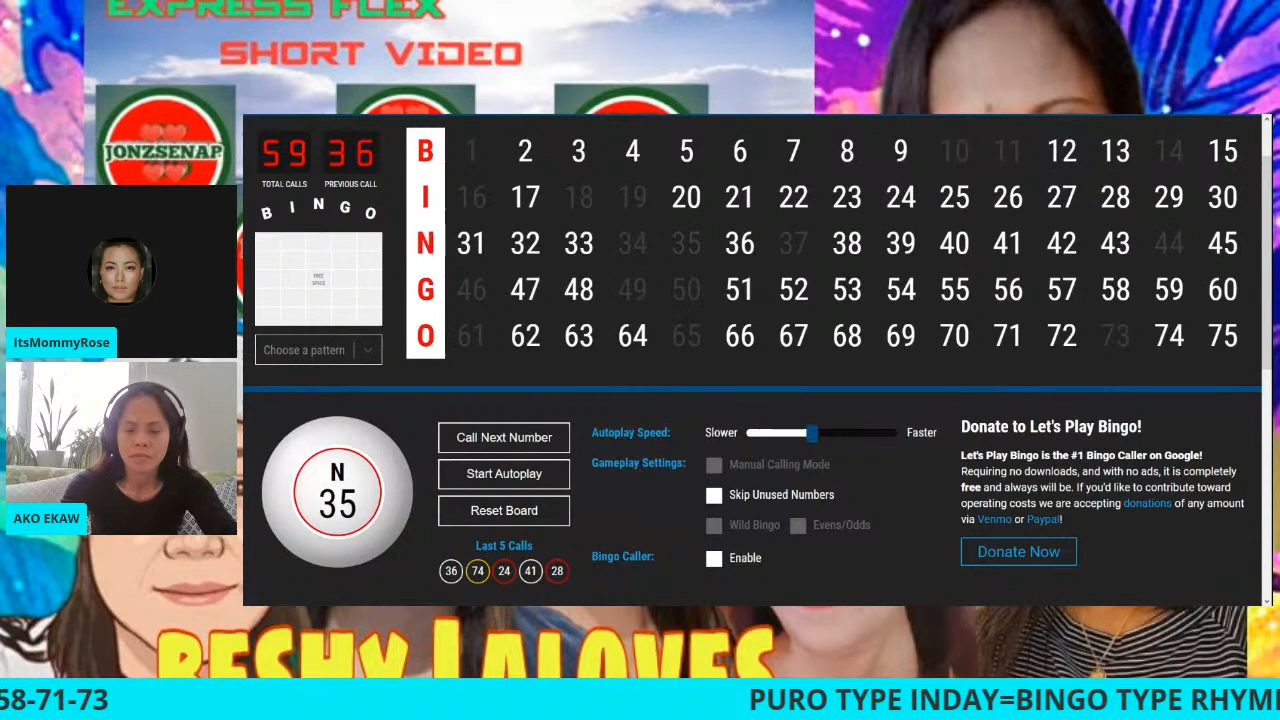 EXPRESS FLEX
SHORT VIDEO
JONZSENAP
59 36
TOTAL CALLS PREVIOUS CALL
B I N G O
FREE
SPACE
Choose a pattern
B 1 2 3 4 5 6 7 8 9 10 11 12 13 14 15
I 16 17 18 19 20 21 22 23 24 25 26 27 28 29 30
N 31 32 33 34 35 36 37 38 39 40 41 42 43 44 45
G 46 47 48 49 50 51 52 53 54 55 56 57 58 59 60
O 61 62 63 64 65 66 67 68 69 70 71 72 73 74 75
ItsMommyRose
AKO EKAW
N
35
Call Next Number
Start Autoplay
Reset Board
Last 5 Calls
36 74 24 41 28
Autoplay Speed: Slower Faster
Gameplay Settings: Manual Calling Mode
Skip Unused Numbers
Wild Bingo Evens/Odds
Bingo Caller: Enable
Donate to Let's Play Bingo!
Let's Play Bingo is the #1 Bingo Caller on Google!
Requiring no downloads, and with no ads, it is completely
free and always will be. If you'd like to contribute toward
operating costs we are accepting donations of any amount
via Venmo or Paypal!
Donate Now
BESHY LALOVES
58-71-73 PURO TYPE INDAY=BINGO TYPE RHYM